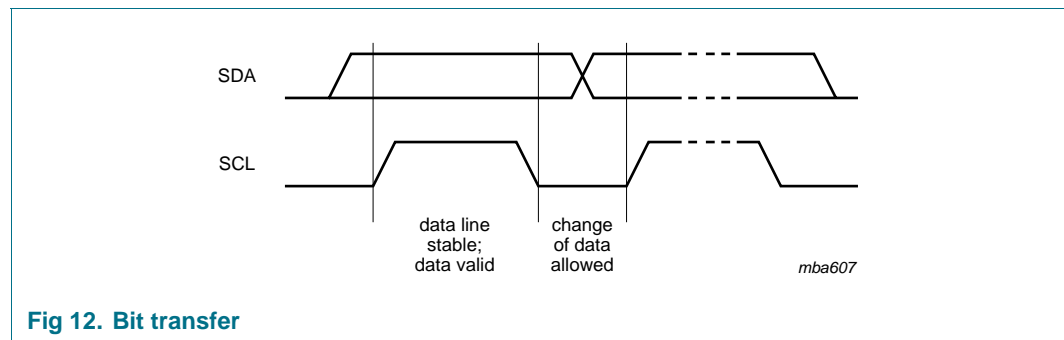 SDA
SCL
data line
stable;
data valid
change
of data
allowed
mba607
Fig 12. Bit transfer